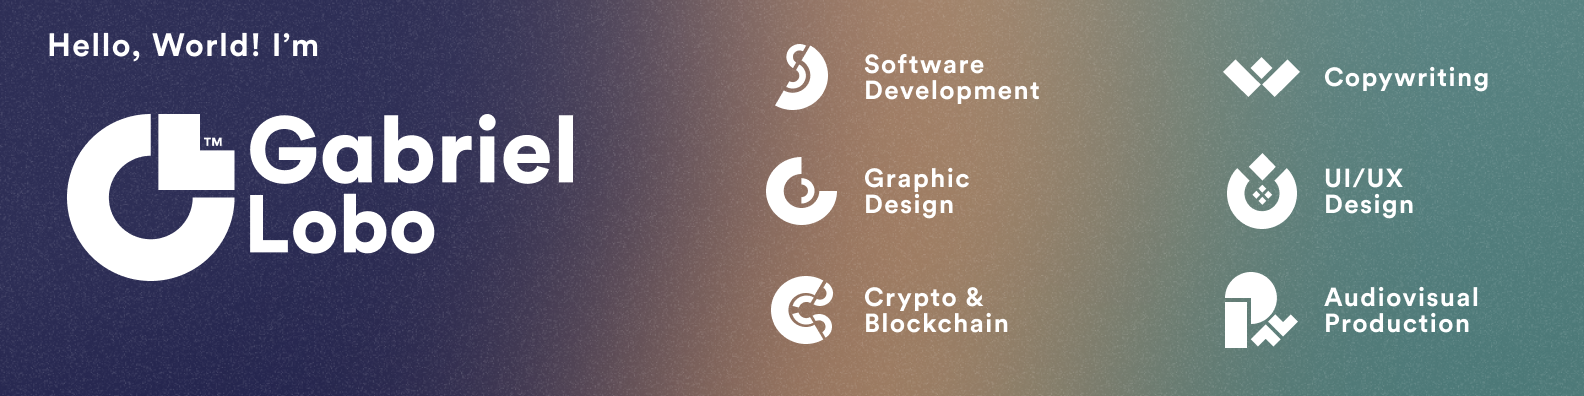 Hello, World! I’m
Gabriel
Lobo
TM
Software
Development
Graphic
Design
Crypto &
Blockchain
Copywriting
UI/UX
Design
Audiovisual
Production